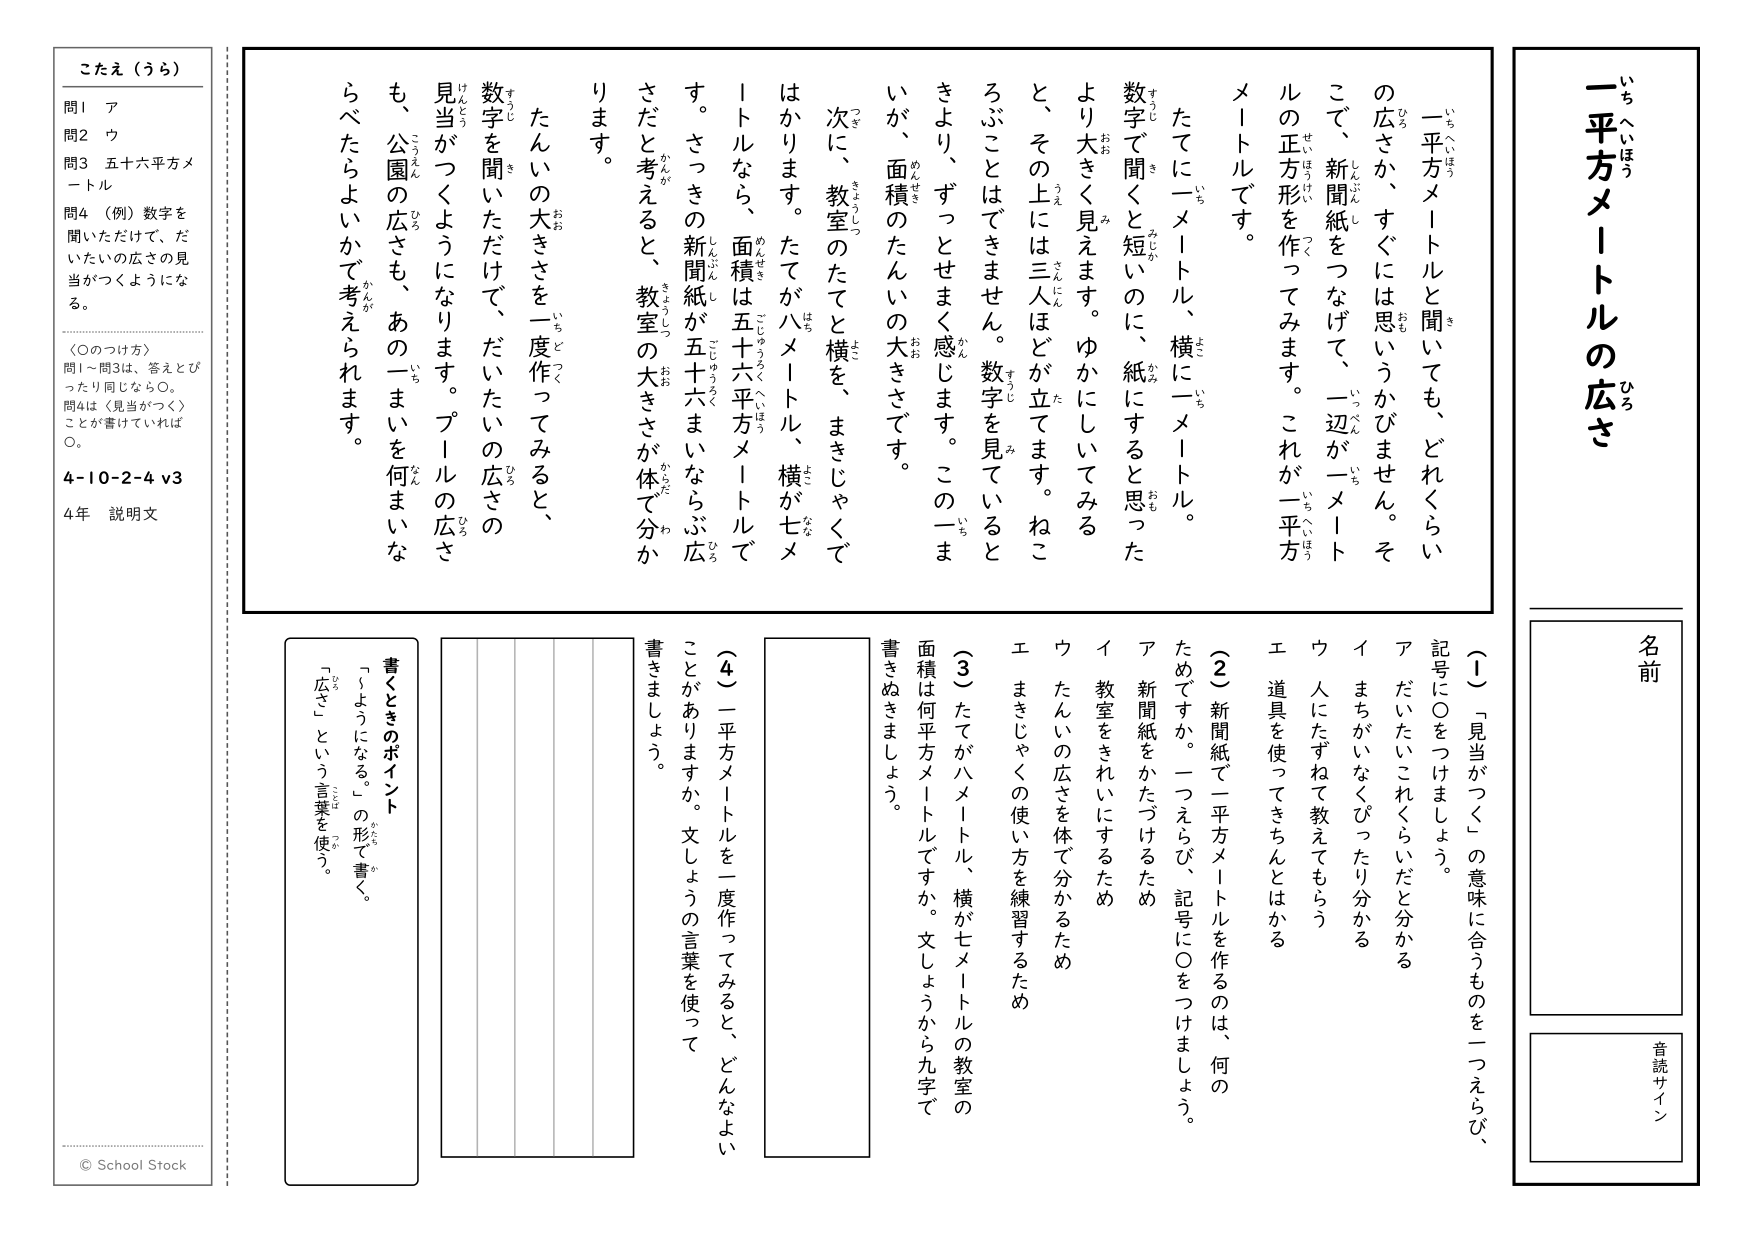 一平方メートルの広さ
名前
音読サイン
一平方メートルと聞いても、どれくらい
の広さか、すぐには思いうかびません。そ
こで、新聞紙をつなげて、一辺が一メート
ルの正方形を作ってみます。これが一平方
メートルです。
たてに一メートル、横に一メートル。
数字で聞くと短いのに、紙にすると思った
より大きく見えます。ゆかにしいてみる
と、その上には三人ほどが立てます。ねこ
ろぶことはできません。数字を見ていると
きより、ずっとせまく感じます。この一ま
いが、面積のたんいの大きさです。
次に、教室のたてと横を、まきじゃくで
はかります。たてが八メートル、横が七メ
ートルなら、面積は五十六平方メートルで
す。さっきの新聞紙が五十六まいならぶ広
さだと考えると、教室の大きさが体で分か
ります。
たんいの大きさを一度作ってみると、
数字を聞いただけで、だいたいの広さの
見当がつくようになります。プールの広さ
も、公園の広さも、あの一まいを何まいな
らべたらよいかで考えられます。
(1)「見当がつく」の意味に合うものを一つえらび、
記号に○をつけましょう。
ア だいたいこれくらいだと分かる
イ まちがいなくぴったり分かる
ウ 人にたずねて教えてもらう
エ 道具を使ってきちんとはかる
(2)新聞紙で一平方メートルを作るのは、何の
ためですか。一つえらび、記号に○をつけましょう。
ア 新聞紙をかたづけるため
イ 教室をきれいにするため
ウ たんいの広さを体で分かるため
エ まきじゃくの使い方を練習するため
(3)たてが八メートル、横が七メートルの教室の
面積は何平方メートルですか。文しょうから九字で
書きぬきましょう。
(4)一平方メートルを一度作ってみると、どんなよい
ことがありますか。文しょうの言葉を使って
書きましょう。
書くときのポイント
「~ようになる。」の形で書く。
「広さ」という言葉を使う。
こたえ(うら)
問1 ア
問2 ウ
問3 五十六平方メ
ートル
問4 (例)数字を
聞いただけで、だ
いたいの広さの見
当がつくようにな
る。
〈○のつけ方〉
問1~問3は、答えとぴ
ったり同じなら○。
問4は〈見当がつく〉
ことが書けていれば
○。
4-10-2-4 v3
4年 説明文
© School Stock